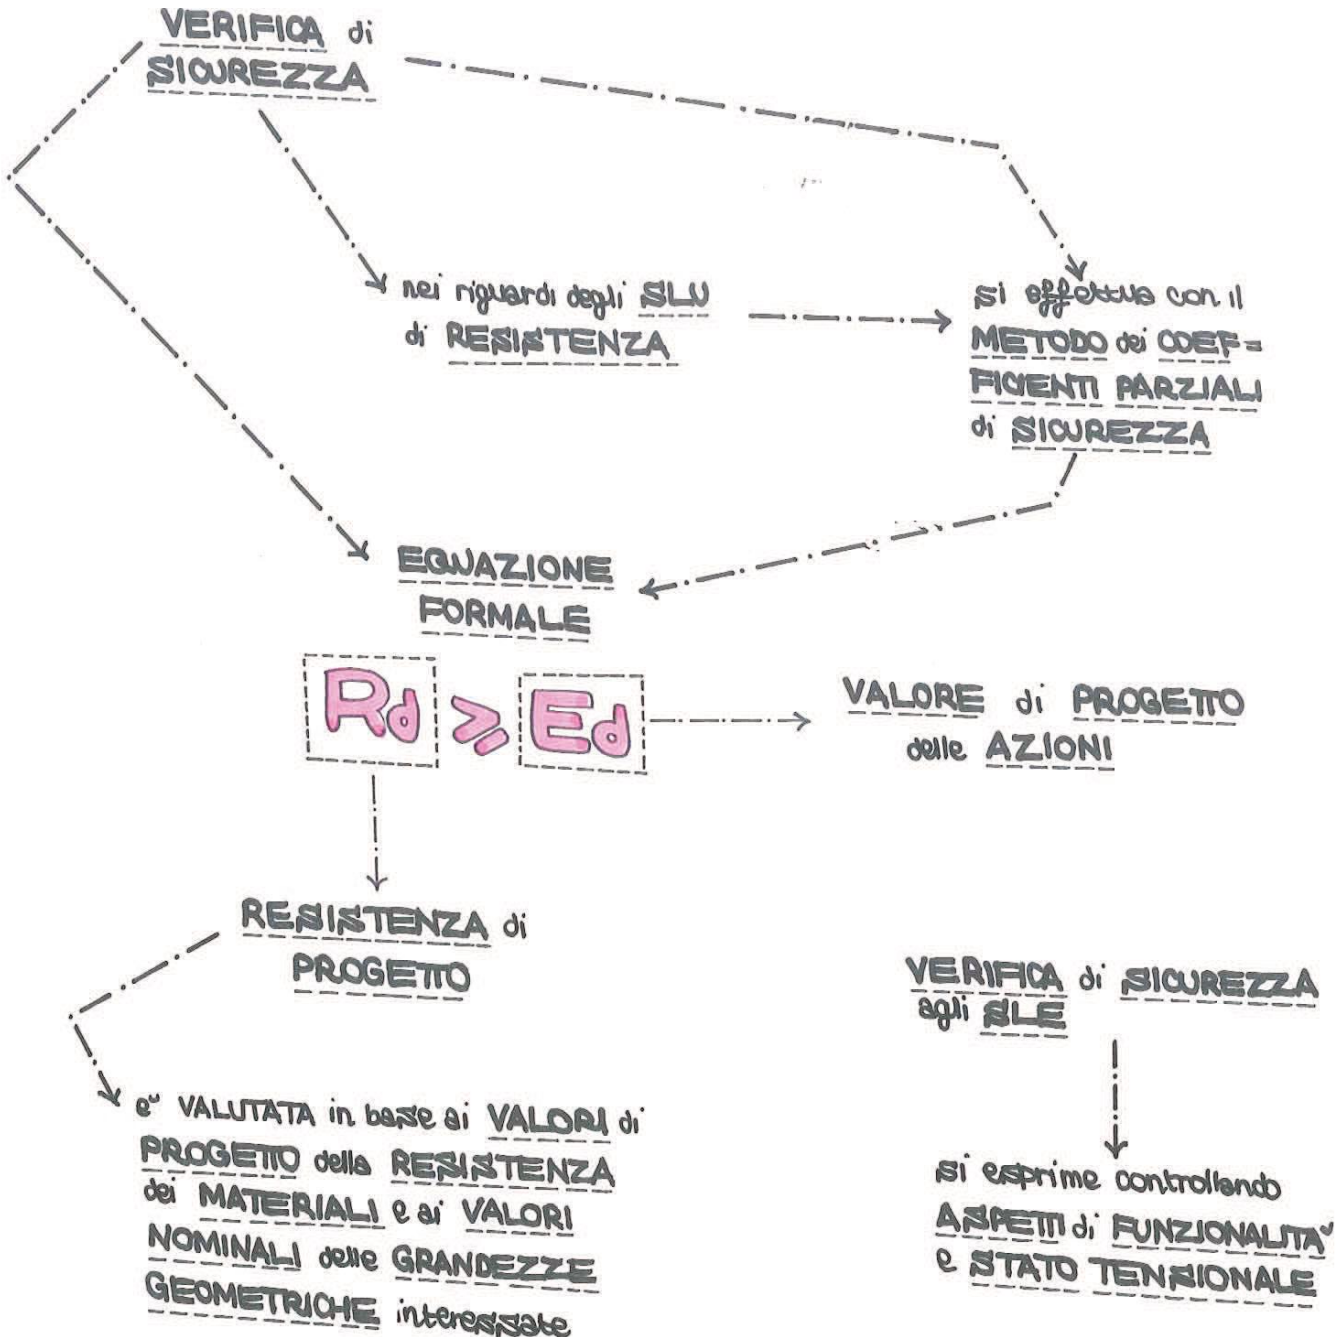 VERIFICA di
SICUREZZA
nei riguardi degli SLU
di RESISTENZA
si effettua con il
METODO dei COEF=
FICIENTI PARZIALI
di SICUREZZA
EQUAZIONE
FORMALE
Rd ⩾ Ed
VALORE di PROGETTO
delle AZIONI
RESISTENZA di
PROGETTO
e˘ VALUTATA in base ai VALORI di
PROGETTO della RESISTENZA
dei MATERIALI e ai VALORI
NOMINALI delle GRANDEZZE
GEOMETRICHE interessate
VERIFICA di SICUREZZA
agli SLE
si esprime controllando
ASPETTI di FUNZIONALITA˘
e STATO TENSIONALE